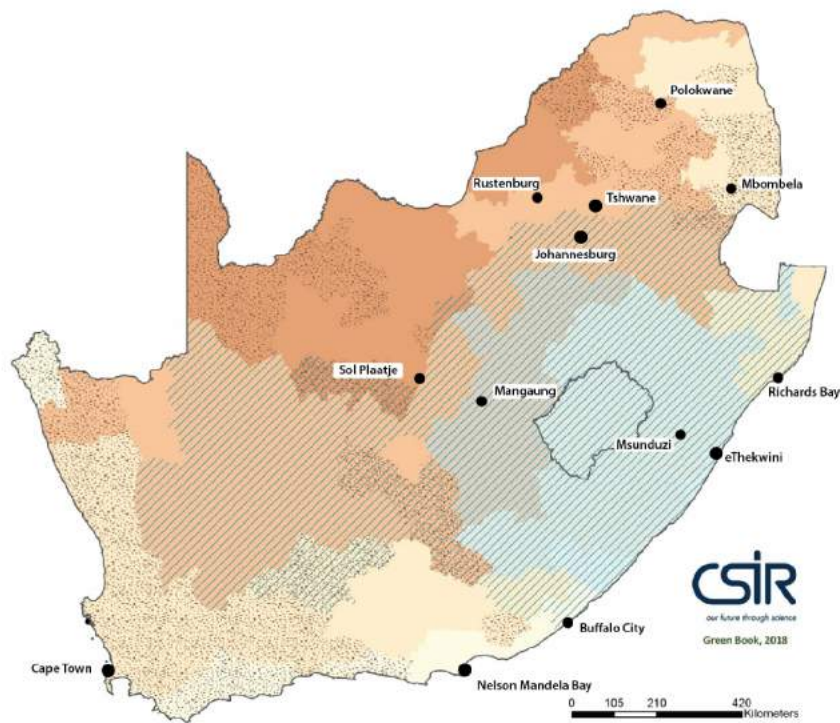 Polokwane
Mbombela
Rustenburg
Tshwane
Johannesburg
Sol Plaatje
Mangaung
Richards Bay
Msunduzi
eThekwini
CSIR
our future through science
Green Book, 2018
Buffalo City
Cape Town
Nelson Mandela Bay
0 105 210 420
Kilometers